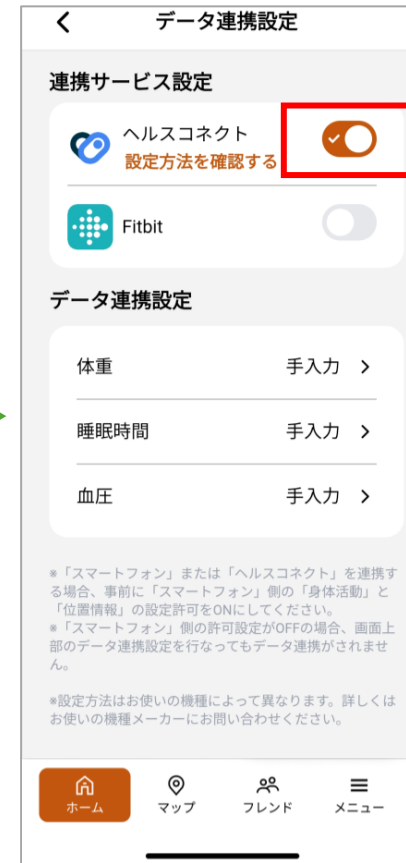 データ連携設定
連携サービス設定
ヘルスコネクト
設定方法を確認する
Fitbit
データ連携設定
体重 手入力
睡眠時間 手入力
血圧 手入力
※「スマートフォン」または「ヘルスコネクト」を連携す
る場合、事前に「スマートフォン」側の「身体活動」と
「位置情報」の設定許可をONにしてください。
※「スマートフォン」側の許可設定がOFFの場合、画面上
部のデータ連携設定を行なってもデータ連携がされませ
ん。
※設定方法はお使いの機種によって異なります。詳しくは
お使いの機種メーカーにお問い合わせください。
ホーム マップ フレンド メニュー